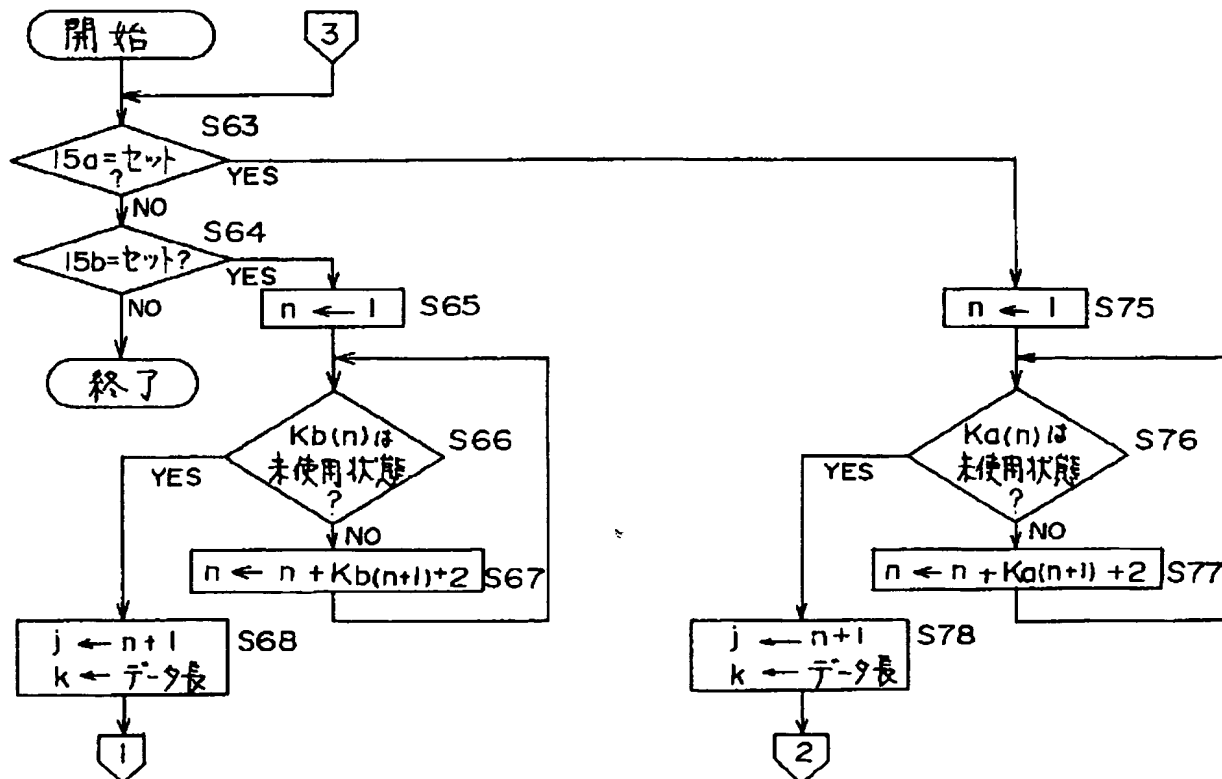 開始
3
S63
15a=セット
?
YES
NO
S64
15b=セット?
YES
NO
終了
n ← 1
S65
Kb(n)は
未使用状態
?
S66
YES
NO
n ← n + Kb(n+1)+2
S67
j ← n+1
k ← データ長
S68
1
n ← 1
S75
Ka(n)は
未使用状態
?
S76
YES
NO
n ← n + Ka(n+1) +2
S77
j ← n+1
k ← データ長
S78
2